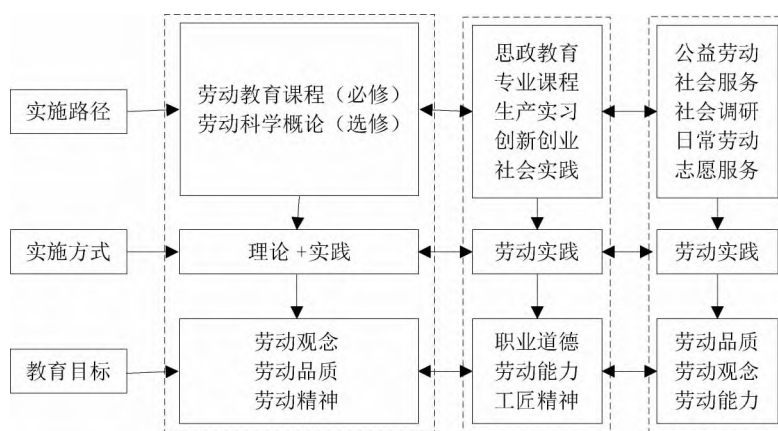 实施路径
劳动教育课程（必修）
劳动科学概论（选修）
思政教育
专业课程
生产实习
创新创业
社会实践
公益劳动
社会服务
社会调研
日常劳动
志愿服务
实施方式
理论+实践
劳动实践
劳动实践
教育目标
劳动观念
劳动品质
劳动精神
职业道德
劳动能力
工匠精神
劳动品质
劳动观念
劳动能力